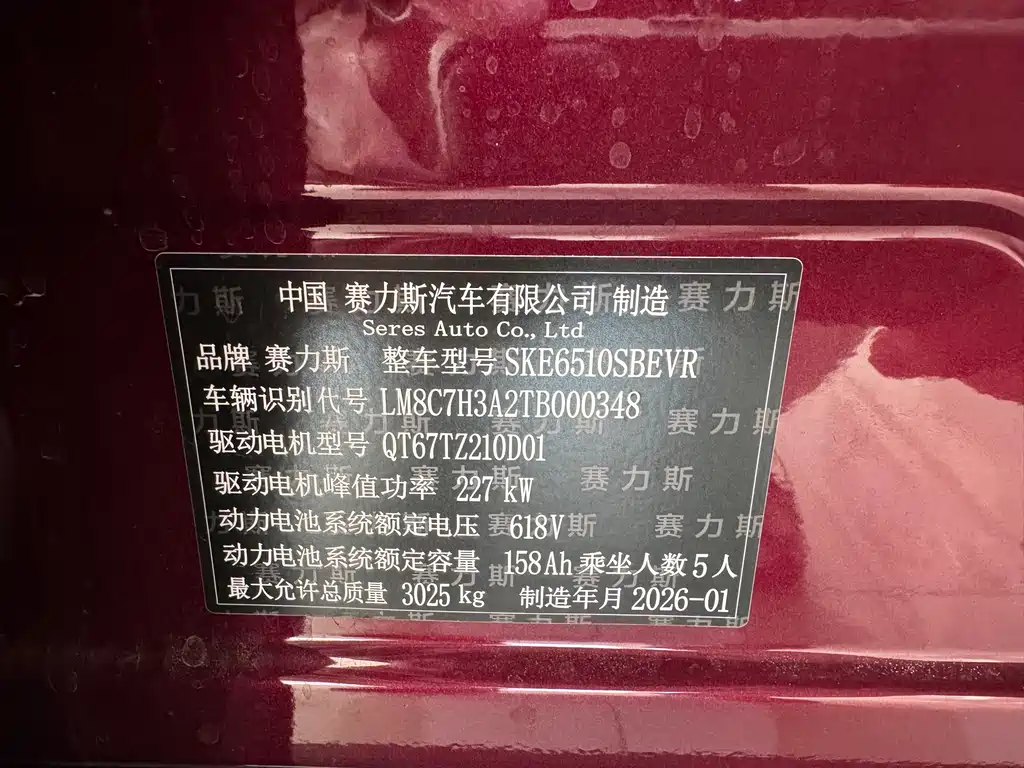 中国 赛力斯汽车有限公司 制造
Seres Auto Co., Ltd
品牌 赛力斯 整车型号 SKE6510SBEVR
车辆识别代号 LM8C7H3A2TB000348
驱动电机型号 QT67TZ210D01
驱动电机峰值功率 227 kW
动力电池系统额定电压 618V
动力电池系统额定容量 158Ah 乘坐人数 5 人
最大允许总质量 3025 kg 制造年月 2026-01